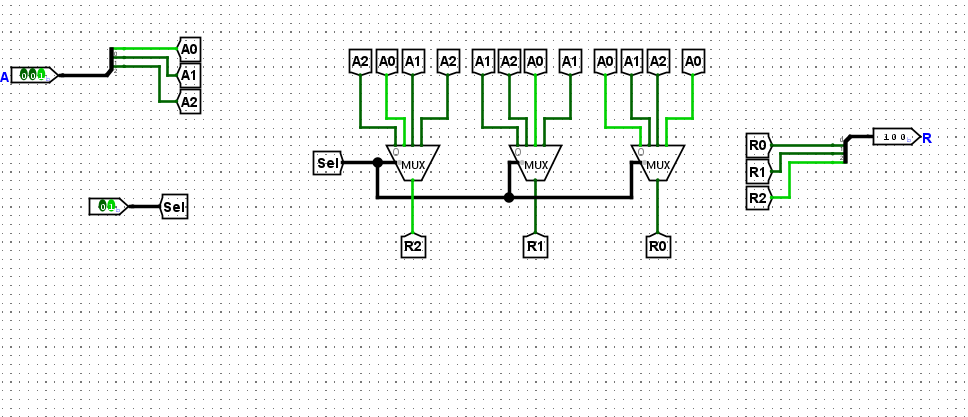 A2 A0 A1 A2 A1 A2 A0 A1 A0 A1 A2 A0
A0
A 001 A1
A2
R0 100 R
R1
R2
Sel 0 MUX 0 MUX 0 MUX
01 Sel
R2 R1 R0